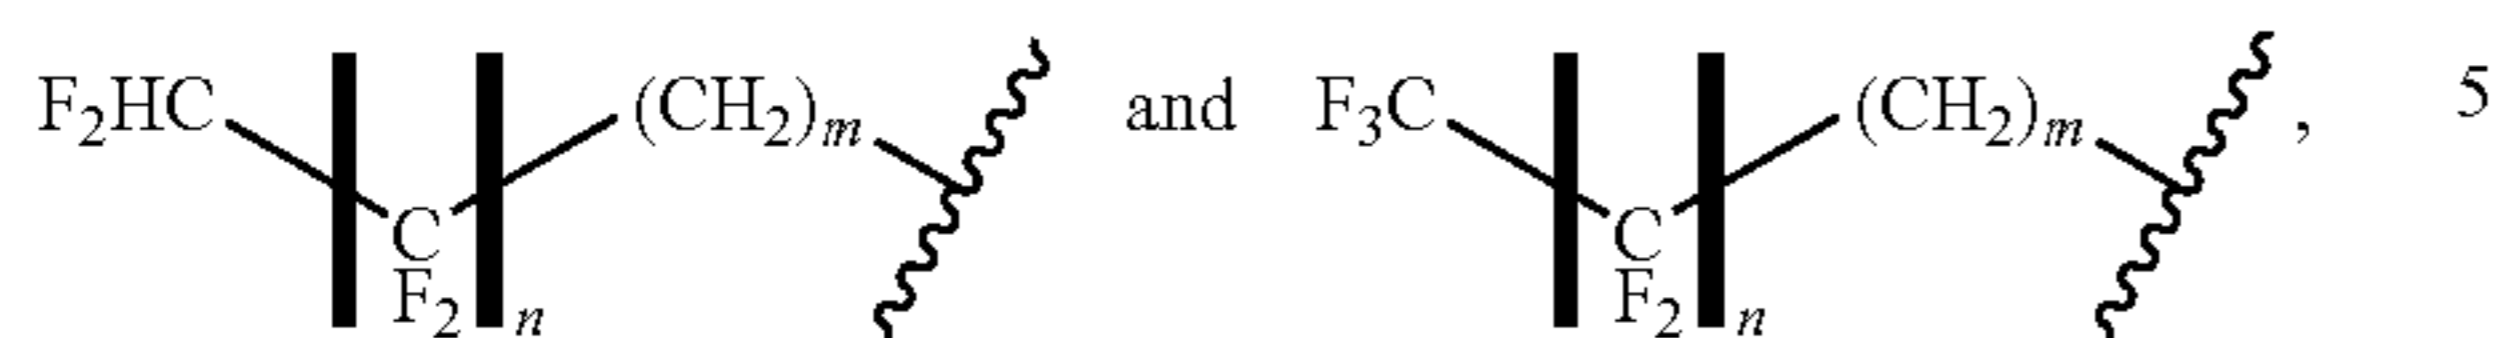 F₂HC (CH₂)ₘ and F₃C (CH₂)ₘ , 5
C C
F₂ ₙ F₂ ₙ